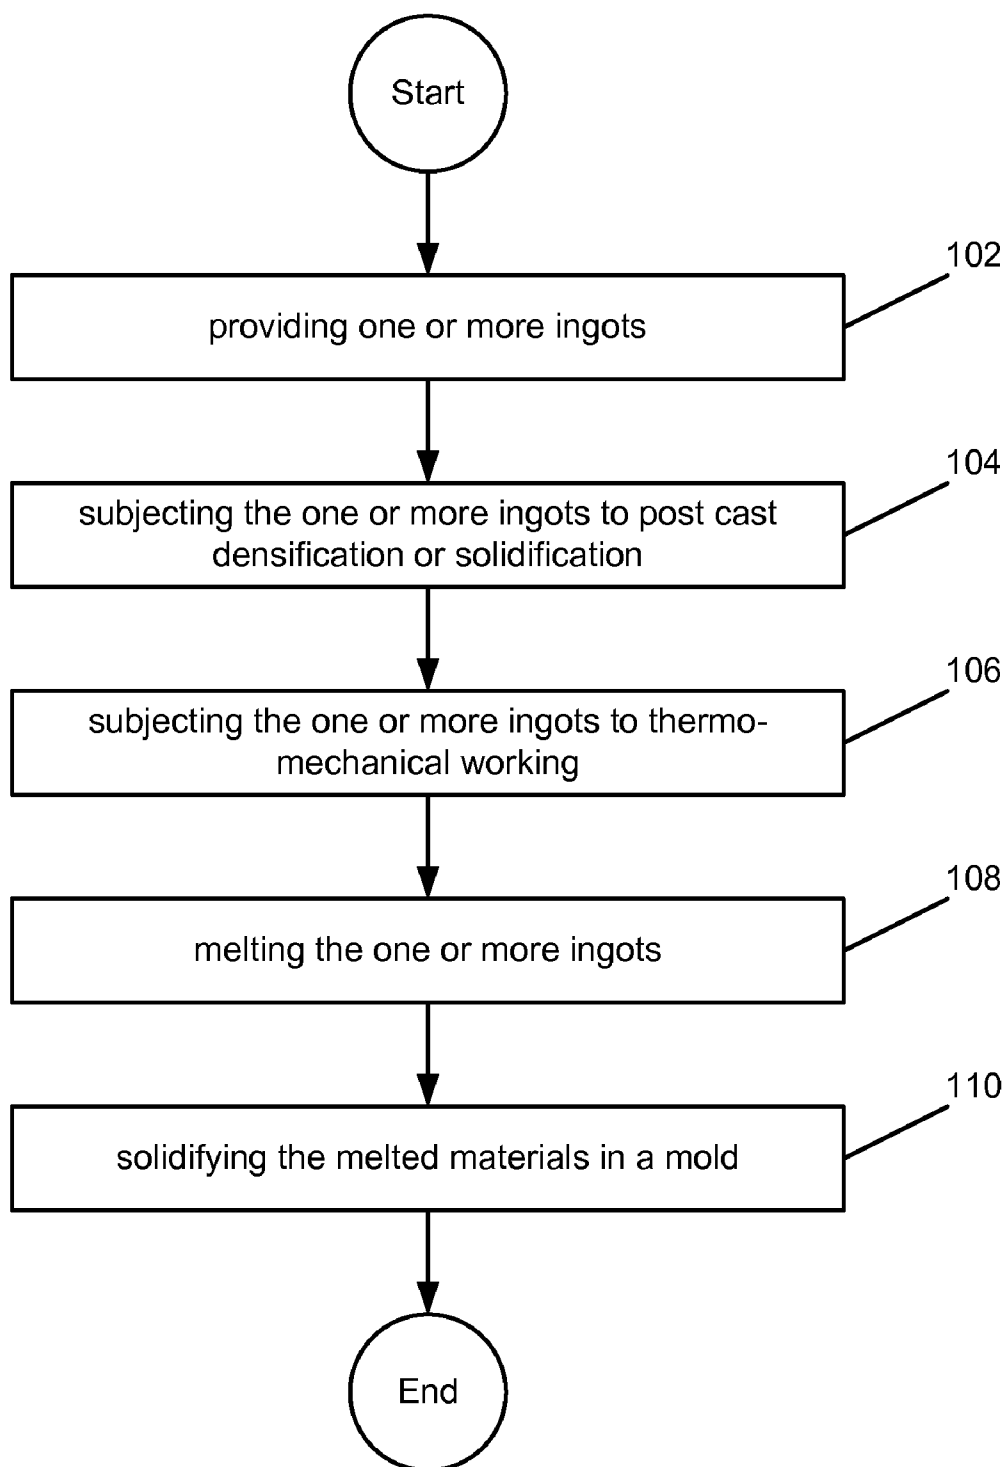 Start
102
providing one or more ingots
104
subjecting the one or more ingots to post cast
densification or solidification
106
subjecting the one or more ingots to thermo-
mechanical working
108
melting the one or more ingots
110
solidifying the melted materials in a mold
End